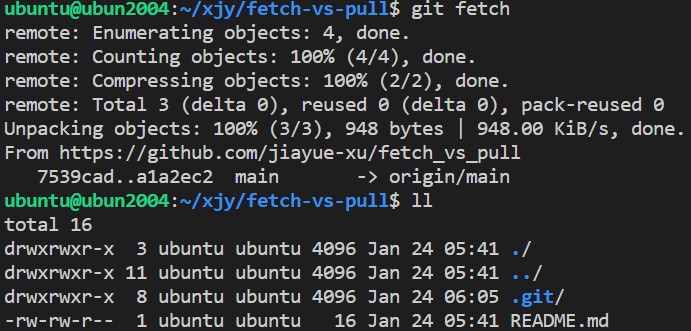 ubuntu@ubun2004:~/xjy/fetch-vs-pull$ git fetch
remote: Enumerating objects: 4, done.
remote: Counting objects: 100% (4/4), done.
remote: Compressing objects: 100% (2/2), done.
remote: Total 3 (delta 0), reused 0 (delta 0), pack-reused 0
Unpacking objects: 100% (3/3), 948 bytes | 948.00 KiB/s, done.
From https://github.com/jiayue-xu/fetch_vs_pull
   7539cad..a1a2ec2  main       -> origin/main
ubuntu@ubun2004:~/xjy/fetch-vs-pull$ ll
total 16
drwxrwxr-x  3 ubuntu ubuntu 4096 Jan 24 05:41 ./
drwxrwxr-x 11 ubuntu ubuntu 4096 Jan 24 05:41 ../
drwxrwxr-x  8 ubuntu ubuntu 4096 Jan 24 06:05 .git/
-rw-rw-r--  1 ubuntu ubuntu   16 Jan 24 05:41 README.md